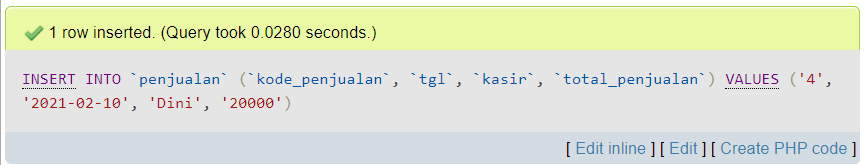 1 row inserted. (Query took 0.0280 seconds.)
INSERT INTO `penjualan` (`kode_penjualan`, `tgl`, `kasir`, `total_penjualan`) VALUES ('4',
'2021-02-10', 'Dini', '20000')
[ Edit inline ] [ Edit ] [ Create PHP code ]